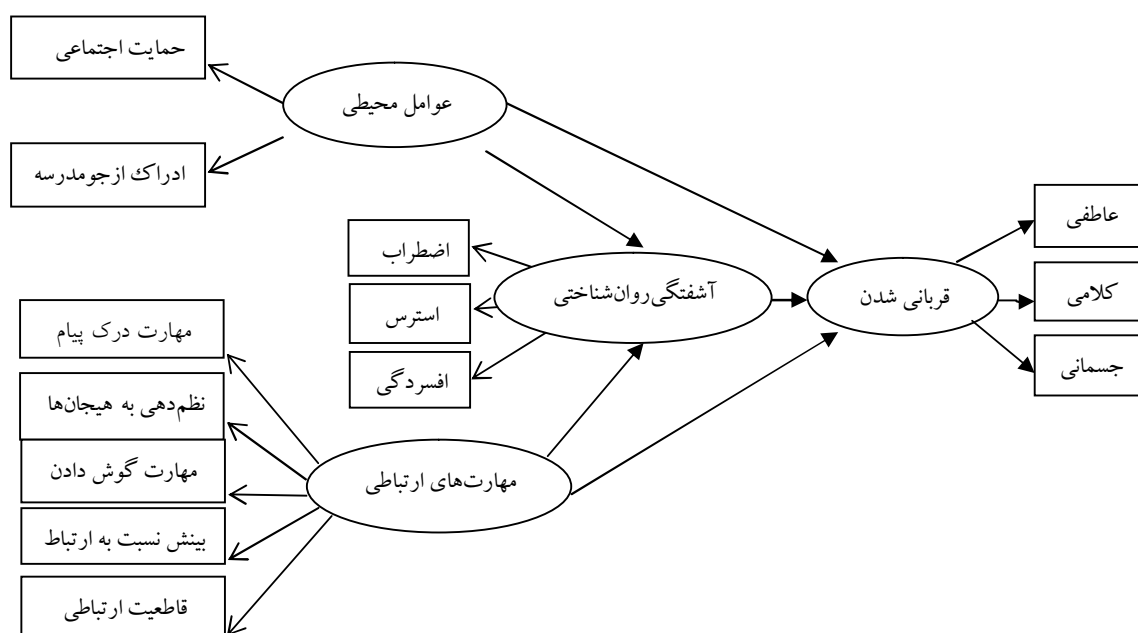 حمایت اجتماعی
عوامل محیطی
ادراک ازجومدرسه
عاطفی
اضطراب
آشفتگی‌روان‌شناختی
قربانی شدن
کلامی
استرس
مهارت درک پیام
افسردگی
جسمانی
نظم‌دهی به هیجان‌ها
مهارت گوش دادن
مهارت‌های ارتباطی
بینش نسبت به ارتباط
قاطعیت ارتباطی